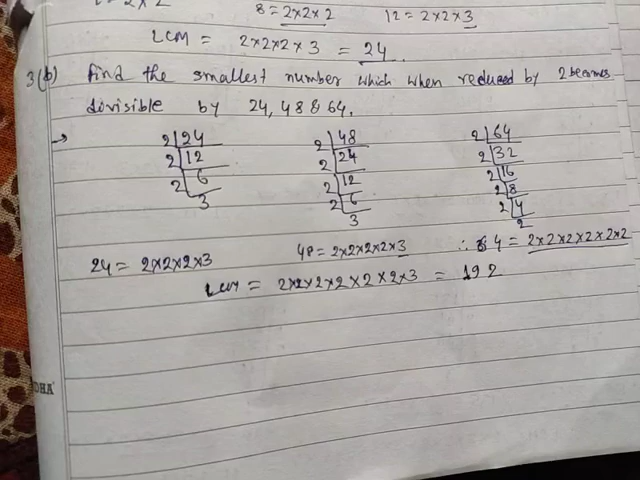 8 = 2×2×2 12 = 2×2×3
LCM = 2×2×2×3 = 24
3(b) Find the smallest number which when reduced by 2 becomes
divisible by 24, 48 & 64.
→ 2 24 2 48 2 64
2 12 2 24 2 32
2 6 2 12 2 16
3 2 6 2 8
3 2 4
2
24 = 2×2×2×3 48 = 2×2×2×2×3 ∴ 64 = 2×2×2×2×2×2
LCM = 2×2×2×2×2×2×3 = 192
DHA